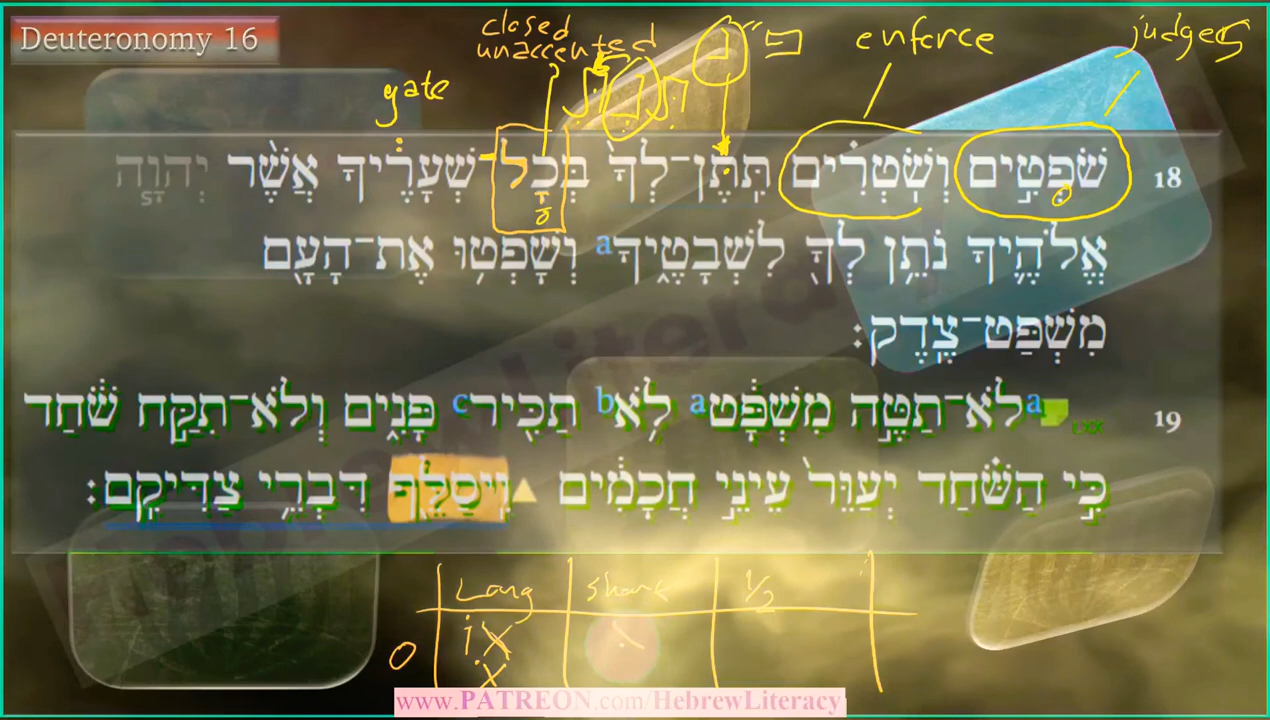 Deuteronomy 16
closed
unaccented
enforce
judges
gate
18 שֹׁפְטִ֣ים וְשֹֽׁטְרִ֗ים תִּֽתֶּן־לְךָ֙ בְּכָל־שְׁעָרֶ֔יךָ אֲשֶׁ֨ר יְהוָ֧ה
אֱלֹהֶ֛יךָ נֹתֵ֥ן לְךָ֖ לִשְׁבָטֶ֑יךָ a וְשָׁפְט֥וּ אֶת־הָעָ֖ם
מִשְׁפַּט־צֶֽדֶק׃
19 a לֹא־תַטֶּ֣ה מִשְׁפָּ֔ט a לֹ֥א b תַכִּ֖יר c פָּנִ֑ים וְלֹא־תִקַּ֣ח שֹׁ֔חַד
כִּ֣י הַשֹּׁ֗חַד יְעַוֵּר֙ עֵינֵ֣י חֲכָמִ֔ים וִֽיסַלֵּ֖ף דִּבְרֵ֥י צַדִּיקִֽם׃
Long Short 1/2
www.PATREON.com/HebrewLiteracy